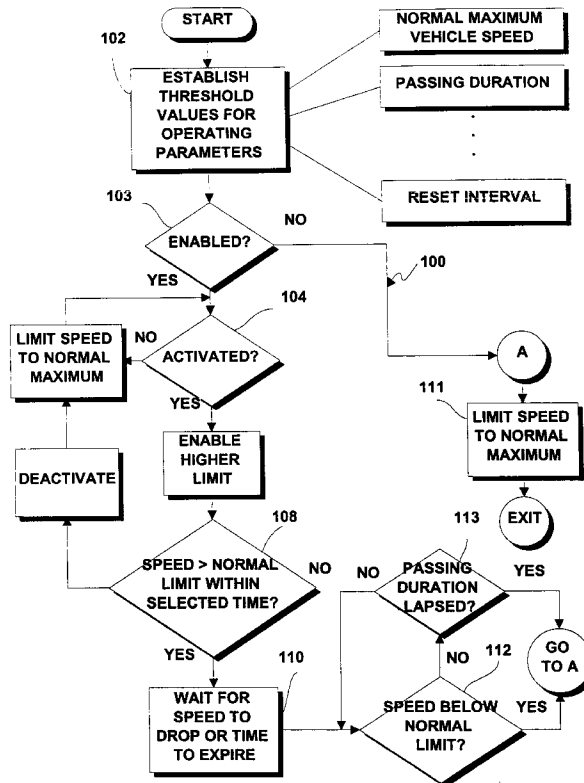 START
NORMAL MAXIMUM
VEHICLE SPEED
102
ESTABLISH
THRESHOLD
VALUES FOR
OPERATING
PARAMETERS
PASSING DURATION
RESET INTERVAL
103
ENABLED?
NO
YES
100
104
LIMIT SPEED
TO NORMAL
MAXIMUM
NO
ACTIVATED?
A
YES
111
LIMIT SPEED
TO NORMAL
MAXIMUM
ENABLE
HIGHER
LIMIT
DEACTIVATE
EXIT
108
113
SPEED > NORMAL
LIMIT WITHIN
SELECTED TIME?
NO
NO
PASSING
DURATION
LAPSED?
YES
YES
NO
112
GO
TO A
110
WAIT FOR
SPEED TO
DROP OR TIME
TO EXPIRE
SPEED BELOW
NORMAL
LIMIT?
YES